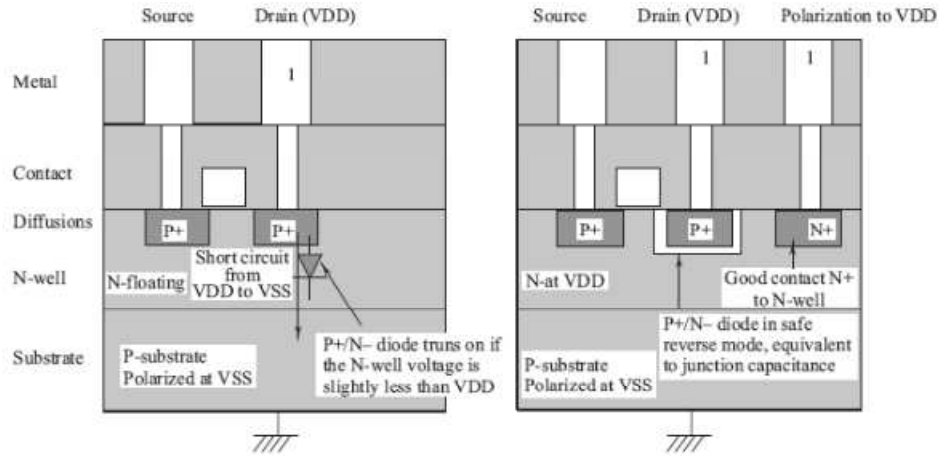 Source Drain (VDD) Source Drain (VDD) Polarization to VDD
Metal 1 1 1
Contact
Diffusions P+ P+ P+ P+ N+
Short circuit
from
VDD to VSS
N-well N-floating N-at VDD Good contact N+
to N-well
P+/N– diode truns on if
the N-well voltage is
slightly less than VDD
P+/N– diode in safe
reverse mode, equivalent
to junction capacitance
Substrate P-substrate
Polarized at VSS
P-substrate
Polarized at VSS